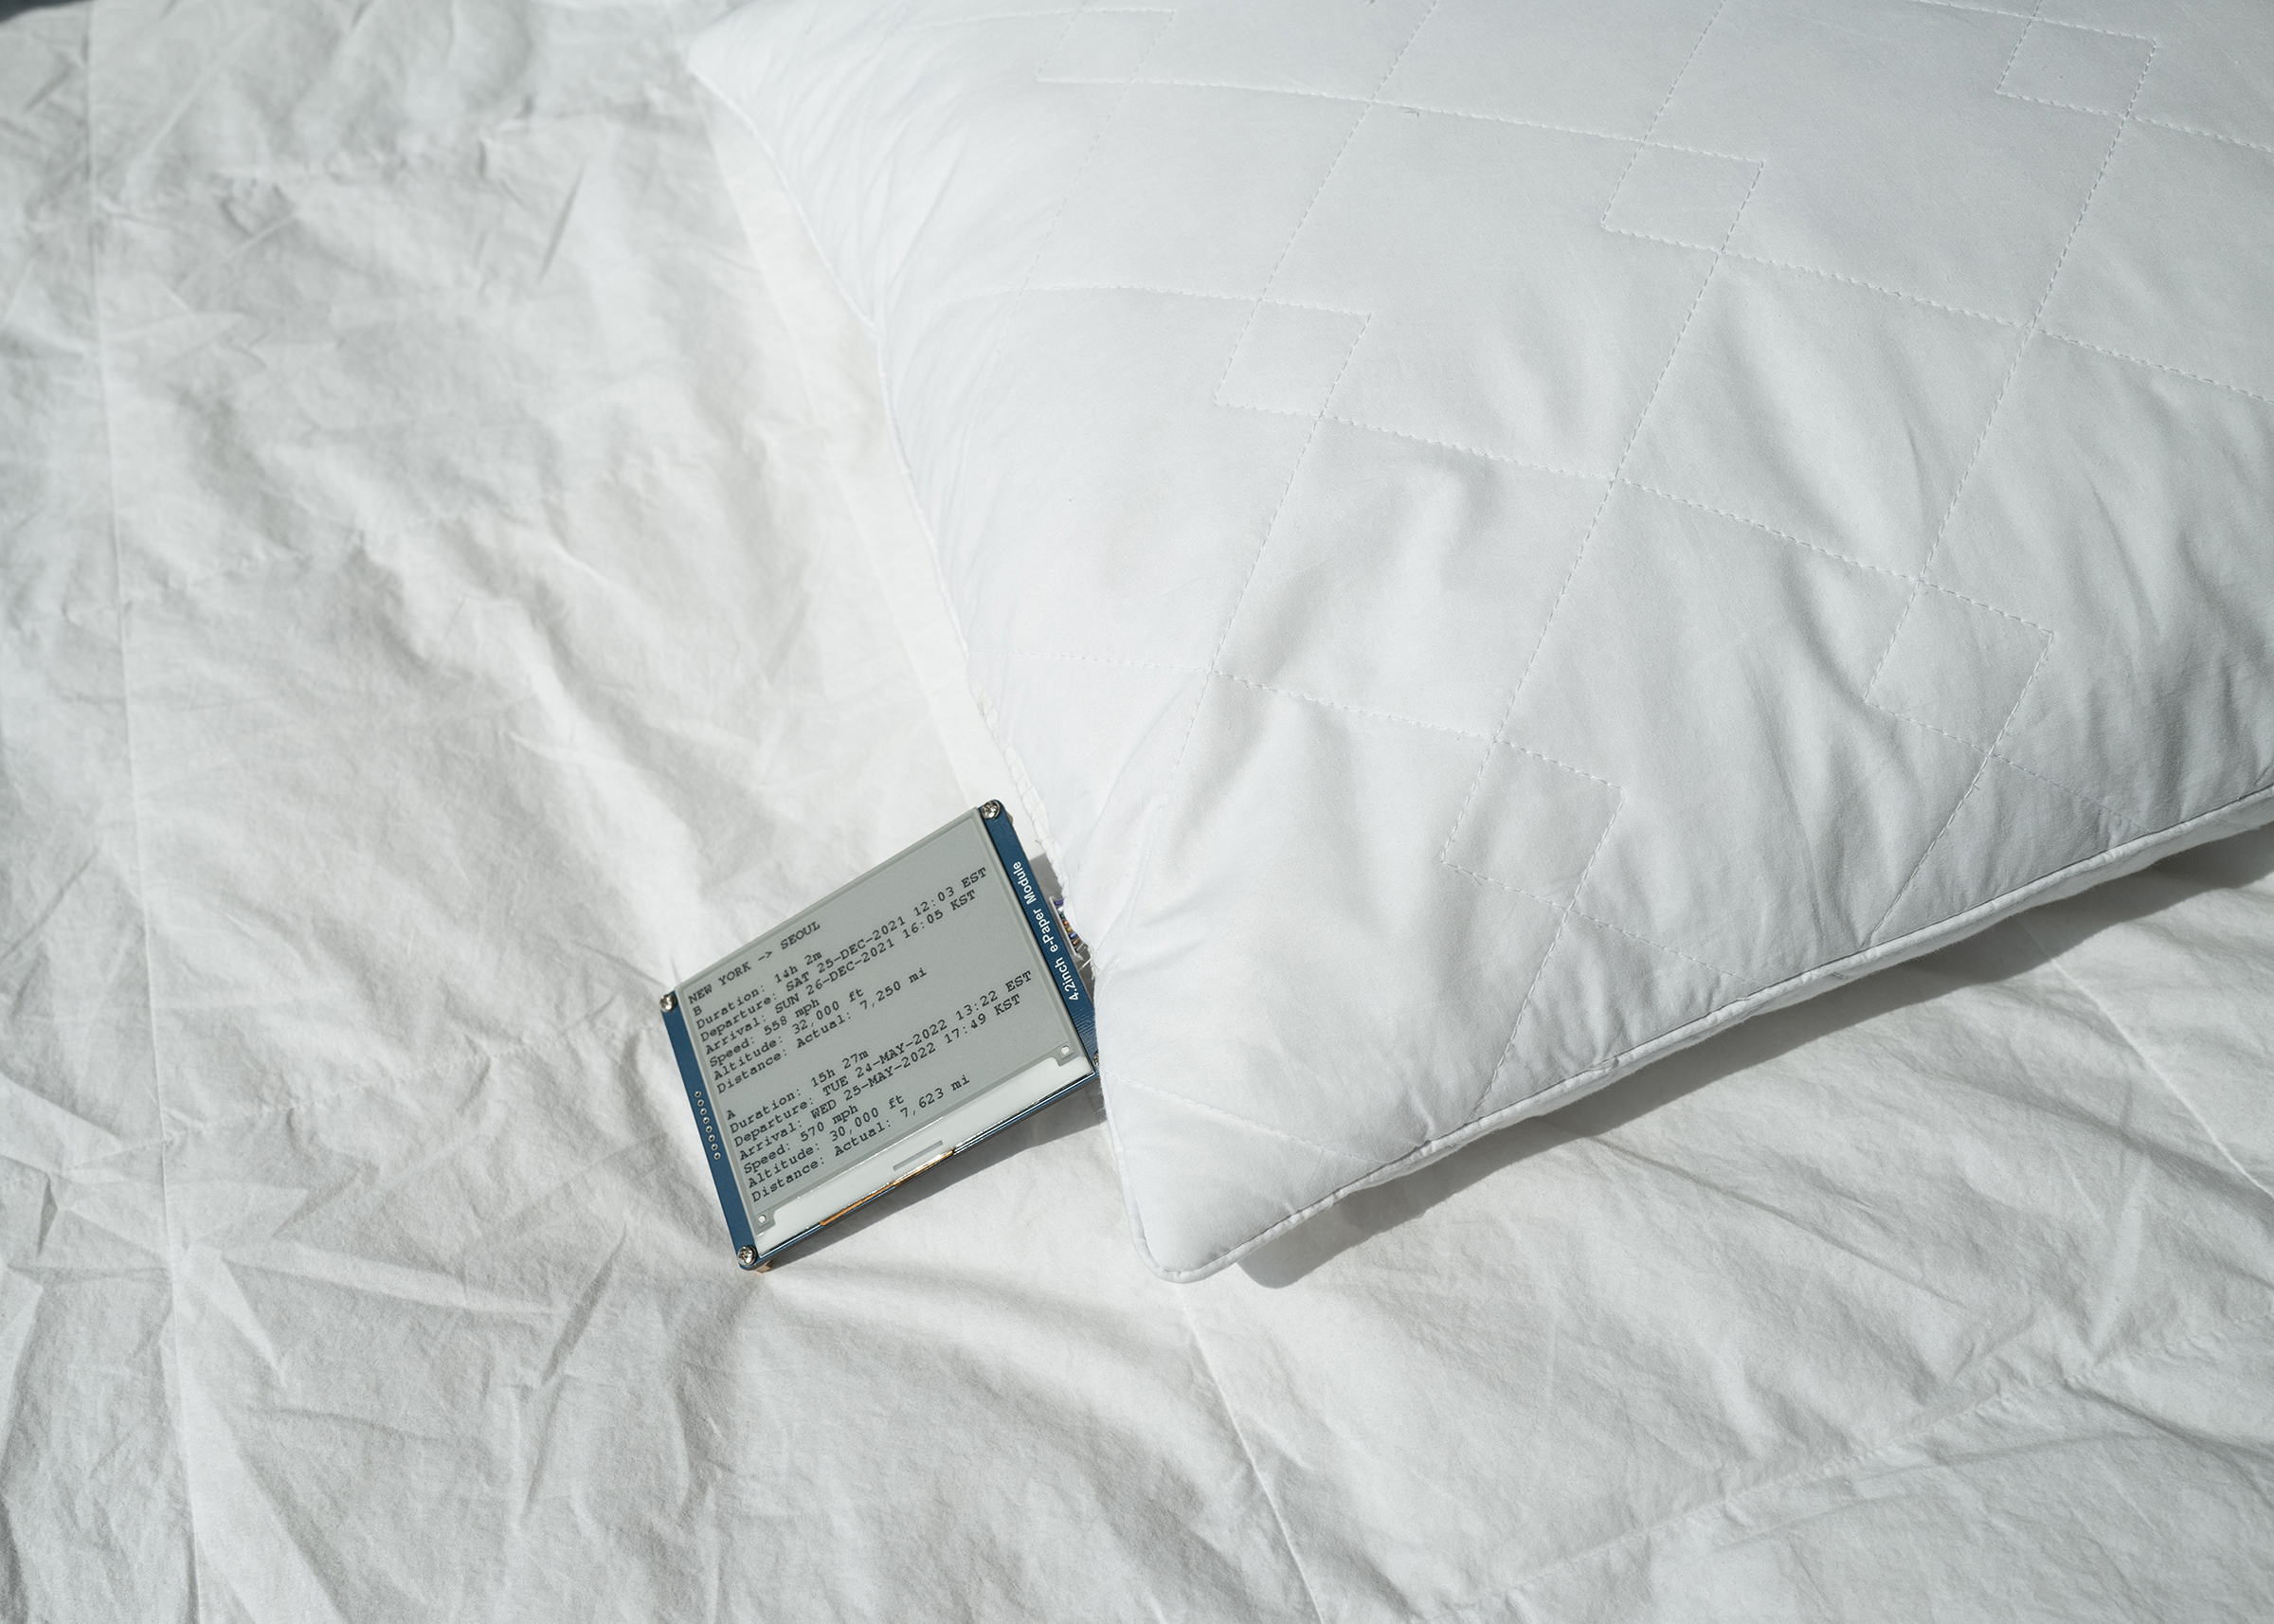 NEW YORK -> SEOUL
B
Duration: 14h 2m
Departure: SAT 25-DEC-2021 12:03 EST
Arrival: SUN 26-DEC-2021 16:05 KST
Speed: 558 mph
Altitude: 32,000 ft
Distance: Actual: 7,250 mi
A
Duration: 15h 27m
Departure: TUE 24-MAY-2022 13:22 EST
Arrival: WED 25-MAY-2022 17:49 KST
Speed: 570 mph
Altitude: 30,000 ft
Distance: Actual: 7,623 mi
4.2inch e-Paper Module